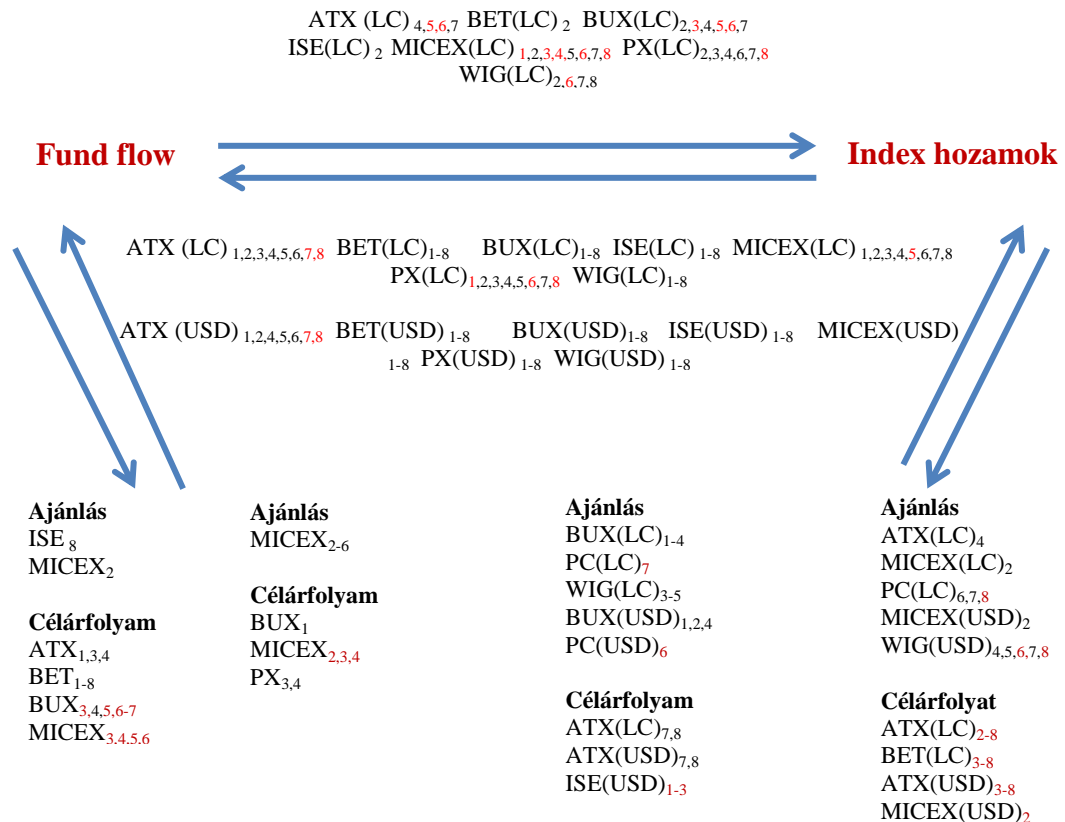 ATX (LC) 4,5,6,7 BET(LC) 2 BUX(LC)2,3,4,5,6,7
ISE(LC) 2 MICEX(LC) 1,2,3,4,5,6,7,8 PX(LC)2,3,4,6,7,8
WIG(LC)2,6,7,8
Fund flow
Index hozamok
ATX (LC) 1,2,3,4,5,6,7,8 BET(LC)1-8 BUX(LC)1-8 ISE(LC) 1-8 MICEX(LC) 1,2,3,4,5,6,7,8
PX(LC)1,2,3,4,5,6,7,8 WIG(LC)1-8
ATX (USD) 1,2,4,5,6,7,8 BET(USD) 1-8 BUX(USD)1-8 ISE(USD) 1-8 MICEX(USD)
1-8 PX(USD) 1-8 WIG(USD) 1-8
Ajánlás
ISE 8
MICEX2
Célárfolyam
ATX1,3,4
BET1-8
BUX3,4,5,6-7
MICEX3,4,5,6
Ajánlás
MICEX2-6
Célárfolyam
BUX1
MICEX2,3,4
PX3,4
Ajánlás
BUX(LC)1-4
PC(LC)7
WIG(LC)3-5
BUX(USD)1,2,4
PC(USD)6
Célárfolyam
ATX(LC)7,8
ATX(USD)7,8
ISE(USD)1-3
Ajánlás
ATX(LC)4
MICEX(LC)2
PC(LC)6,7,8
MICEX(USD)2
WIG(USD)4,5,6,7,8
Célárfolyat
ATX(LC)2-8
BET(LC)3-8
ATX(USD)3-8
MICEX(USD)2